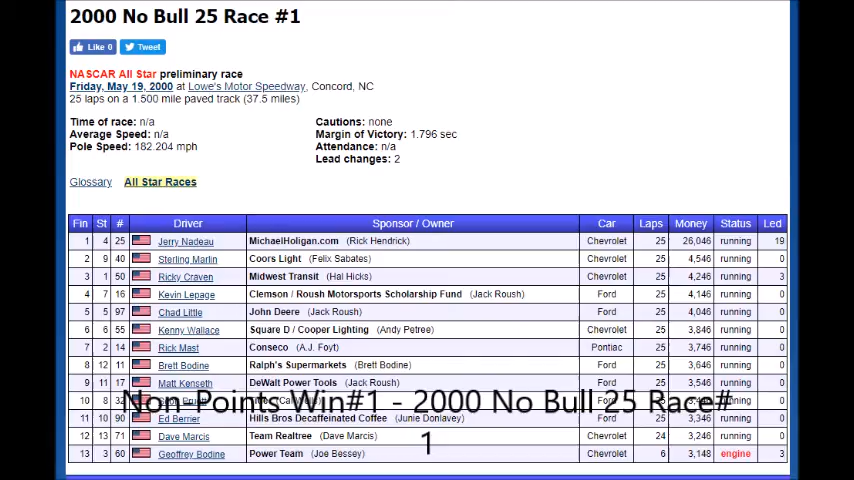 2000 No Bull 25 Race #1
Like 0 Tweet
NASCAR All Star preliminary race
Friday, May 19, 2000 at Lowe's Motor Speedway, Concord, NC
25 laps on a 1.500 mile paved track (37.5 miles)
Time of race: n/a
Average Speed: n/a
Pole Speed: 182.204 mph
Cautions: none
Margin of Victory: 1.796 sec
Attendance: n/a
Lead changes: 2
Glossary All Star Races
Fin St # Driver Sponsor / Owner Car Laps Money Status Led
1 4 25 Jerry Nadeau MichaelHoligan.com (Rick Hendrick) Chevrolet 25 26,046 running 19
2 9 40 Sterling Marlin Coors Light (Felix Sabates) Chevrolet 25 4,546 running 0
3 1 50 Ricky Craven Midwest Transit (Hal Hicks) Chevrolet 25 4,246 running 3
4 7 16 Kevin Lepage Clemson / Roush Motorsports Scholarship Fund (Jack Roush) Ford 25 4,146 running 0
5 5 97 Chad Little John Deere (Jack Roush) Ford 25 4,046 running 0
6 6 55 Kenny Wallace Square D / Cooper Lighting (Andy Petree) Chevrolet 25 3,846 running 0
7 2 14 Rick Mast Conseco (A.J. Foyt) Pontiac 25 3,746 running 0
8 12 11 Brett Bodine Ralph's Supermarkets (Brett Bodine) Ford 25 3,646 running 0
9 11 17 Matt Kenseth DeWalt Power Tools (Jack Roush) Ford 25 3,546 running 0
10 8 32 Ford 25 running 0
Non-Points Win#1 - 2000 No Bull 25 Race#
1
11 10 90 Ed Berrier Hills Bros Decaffeinated Coffee (Junie Donlavey) Ford 25 3,346 running 0
12 13 71 Dave Marcis Team Realtree (Dave Marcis) Chevrolet 24 3,246 running 0
13 3 60 Geoffrey Bodine Power Team (Joe Bessey) Chevrolet 6 3,148 engine 3